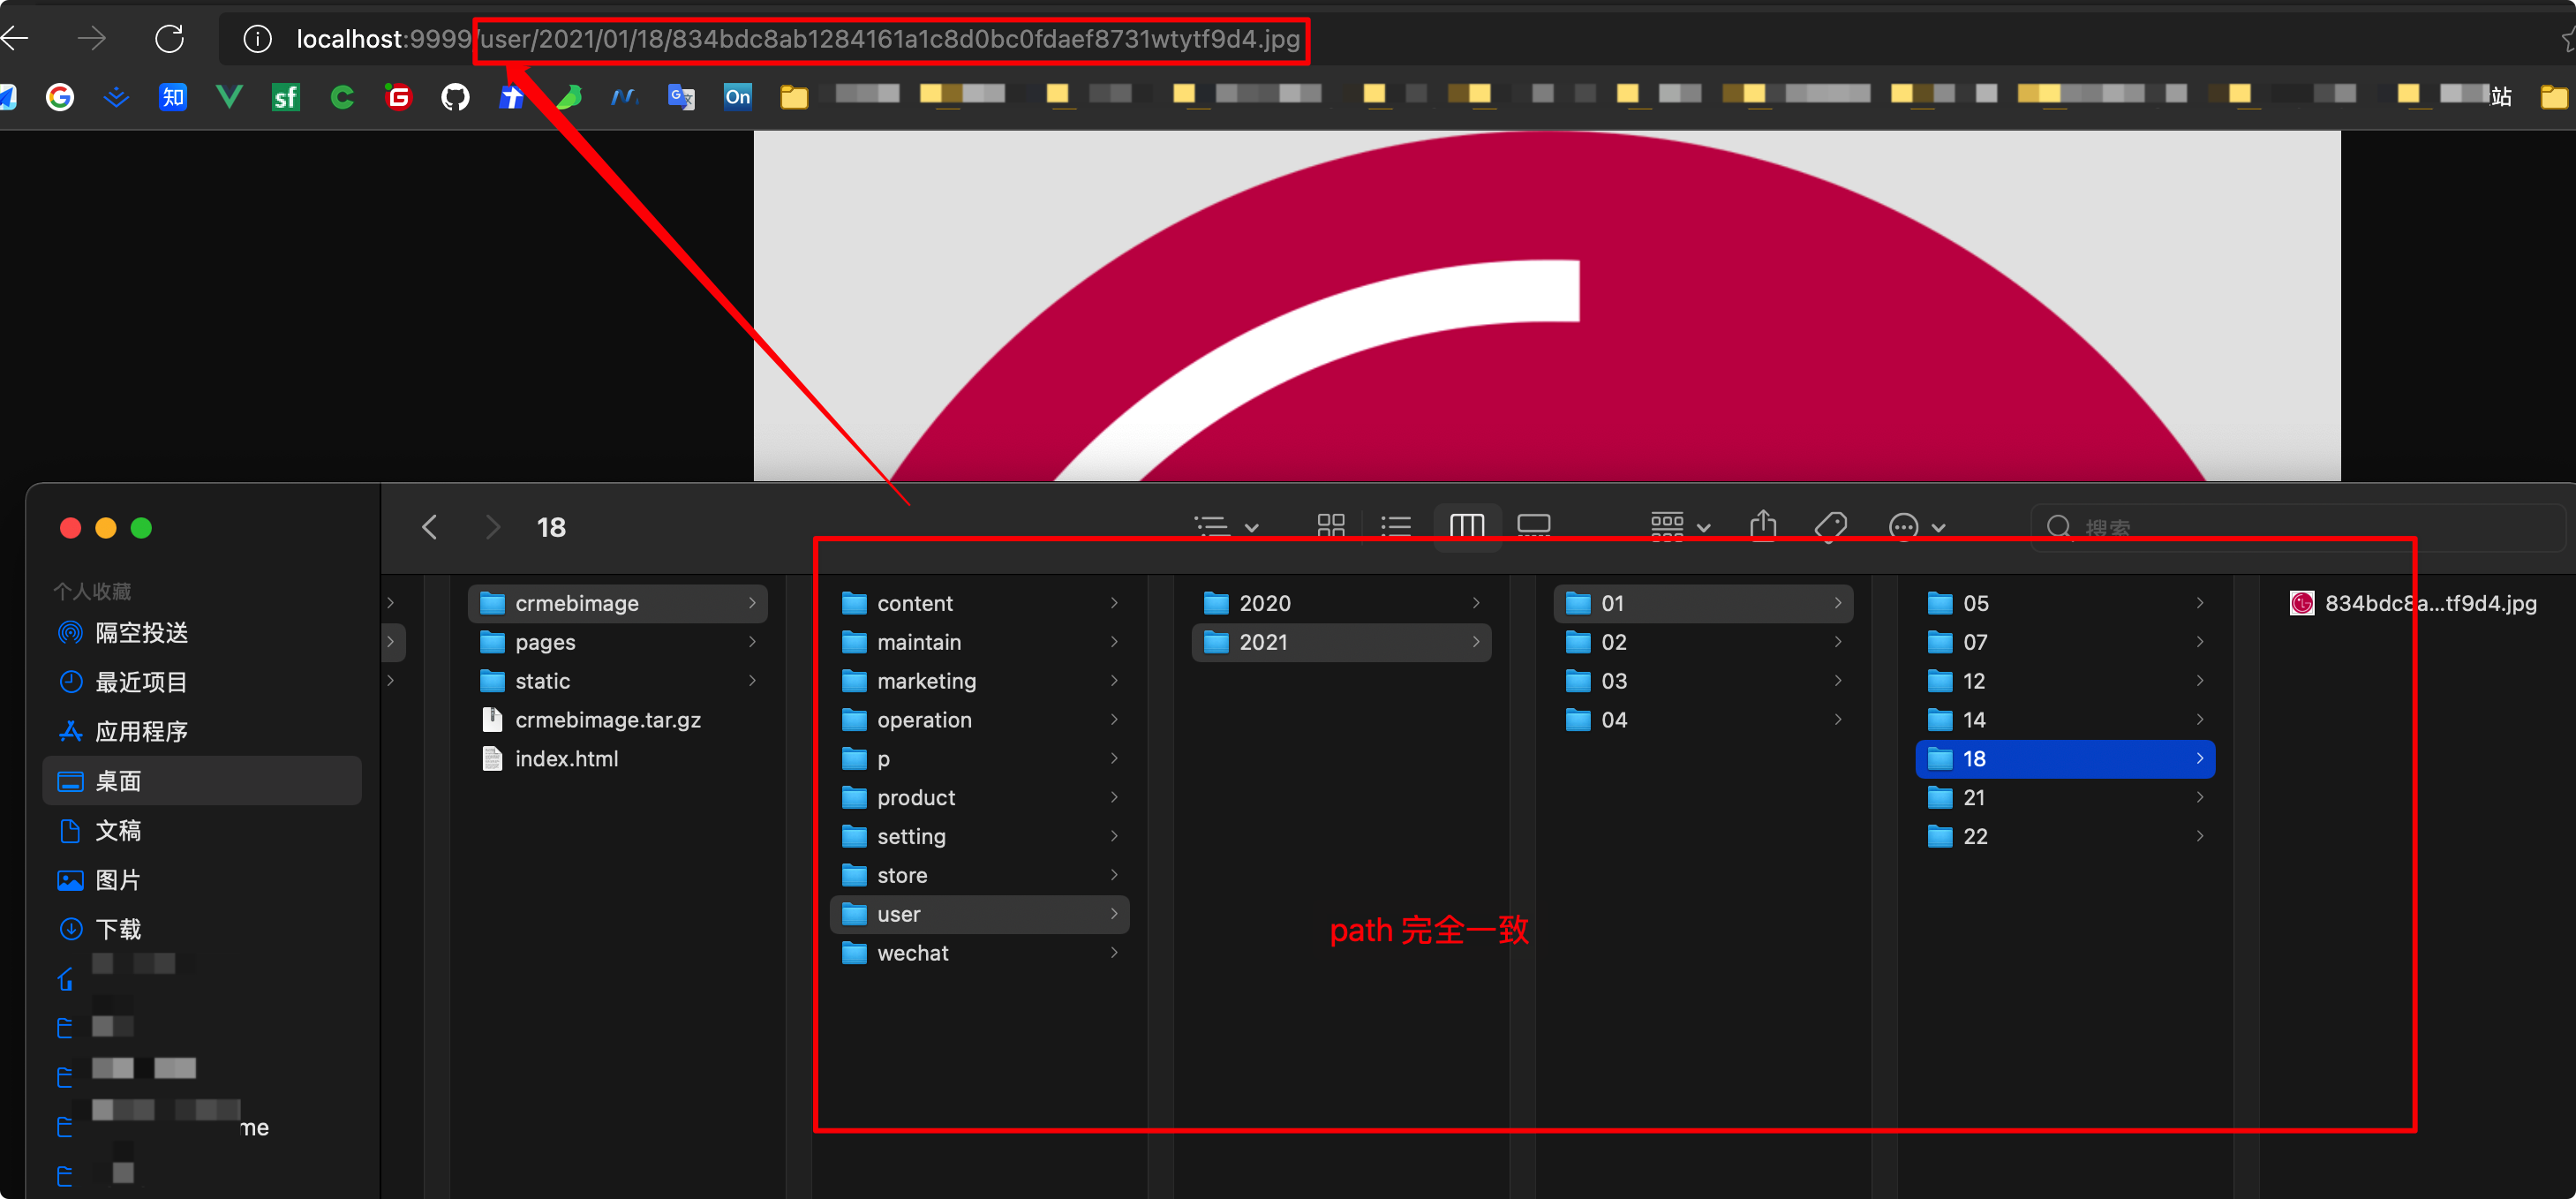 localhost:9999/user/2021/01/18/834bdc8ab1284161a1c8d0bc0fdaef8731wtytf9d4.jpg
知
sf
G
On
站
18
搜索
个人收藏
隔空投送
最近项目
应用程序
桌面
文稿
图片
下载
me
crmebimage
pages
static
crmebimage.tar.gz
index.html
content
maintain
marketing
operation
p
product
setting
store
user
wechat
2020
2021
01
02
03
04
05
07
12
14
18
21
22
834bdc8a...tf9d4.jpg
path 完全一致